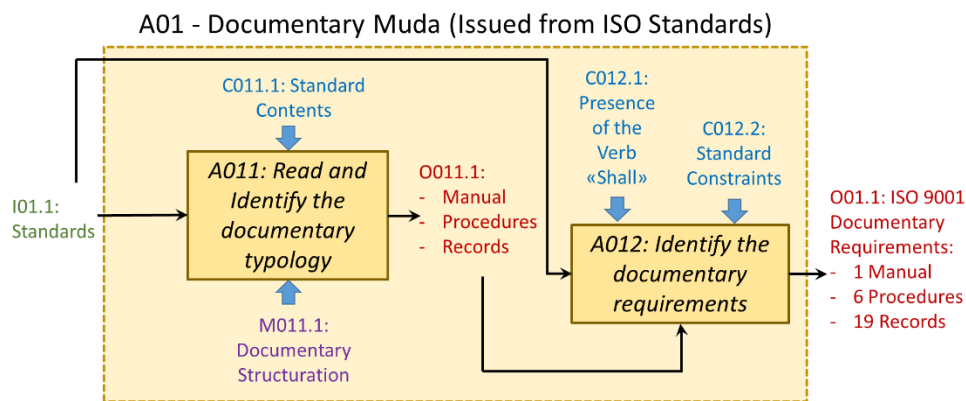 A01 - Documentary Muda (Issued from ISO Standards)
C011.1: Standard
Contents
A011: Read and
Identify the
documentary
typology
I01.1:
Standards
M011.1:
Documentary
Structuration
O011.1:
- Manual
- Procedures
- Records
C012.1:
Presence
of the
Verb
«Shall»
C012.2:
Standard
Constraints
A012: Identify the
documentary
requirements
O01.1: ISO 9001
Documentary
Requirements:
- 1 Manual
- 6 Procedures
- 19 Records